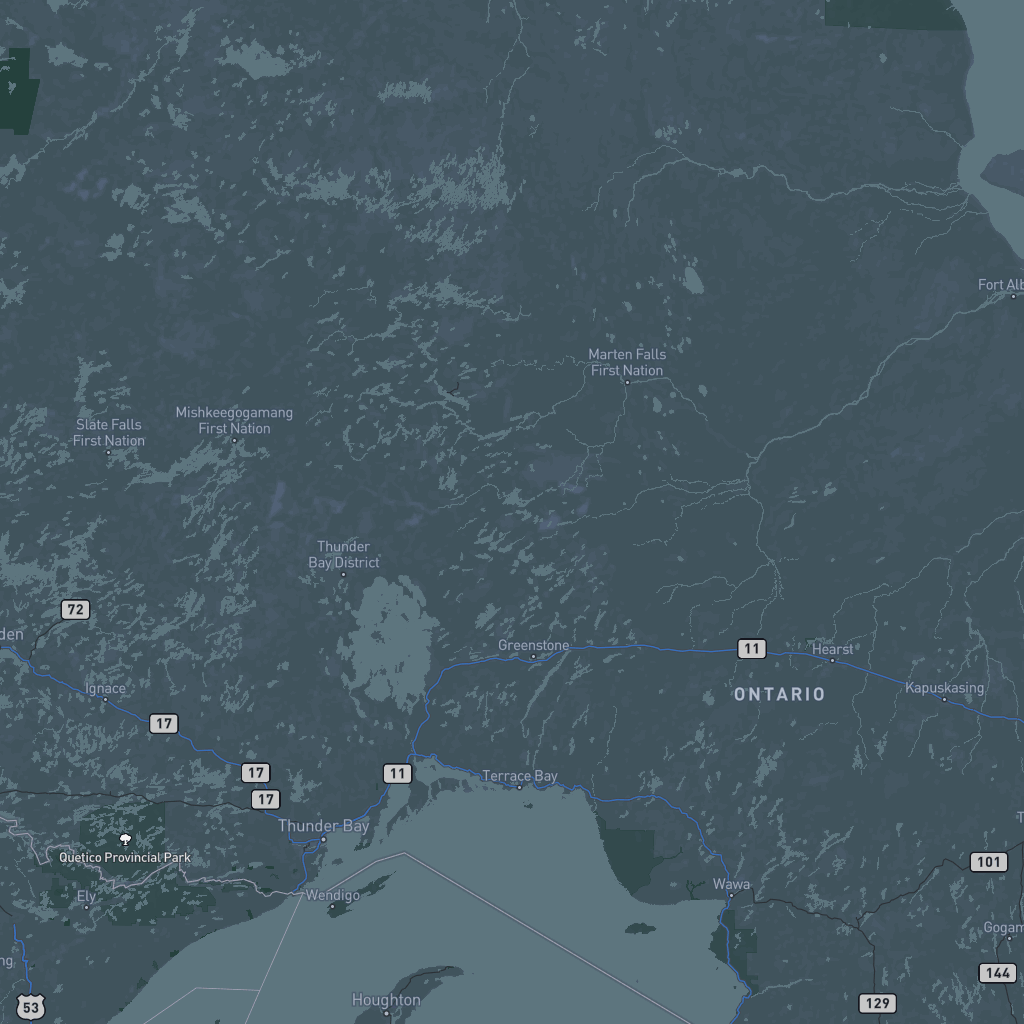 Fort Alb
Marten Falls
First Nation
Mishkeegogamang
First Nation
Slate Falls
First Nation
Thunder
Bay District
72
den
Greenstone
11
Hearst
Ignace
Kapuskasing
ONTARIO
17
17
11
Terrace Bay
17
Thunder Bay
T
Quetico Provincial Park
101
Wawa
Ely
Wendigo
Gogam
ng
144
Houghton
53
129